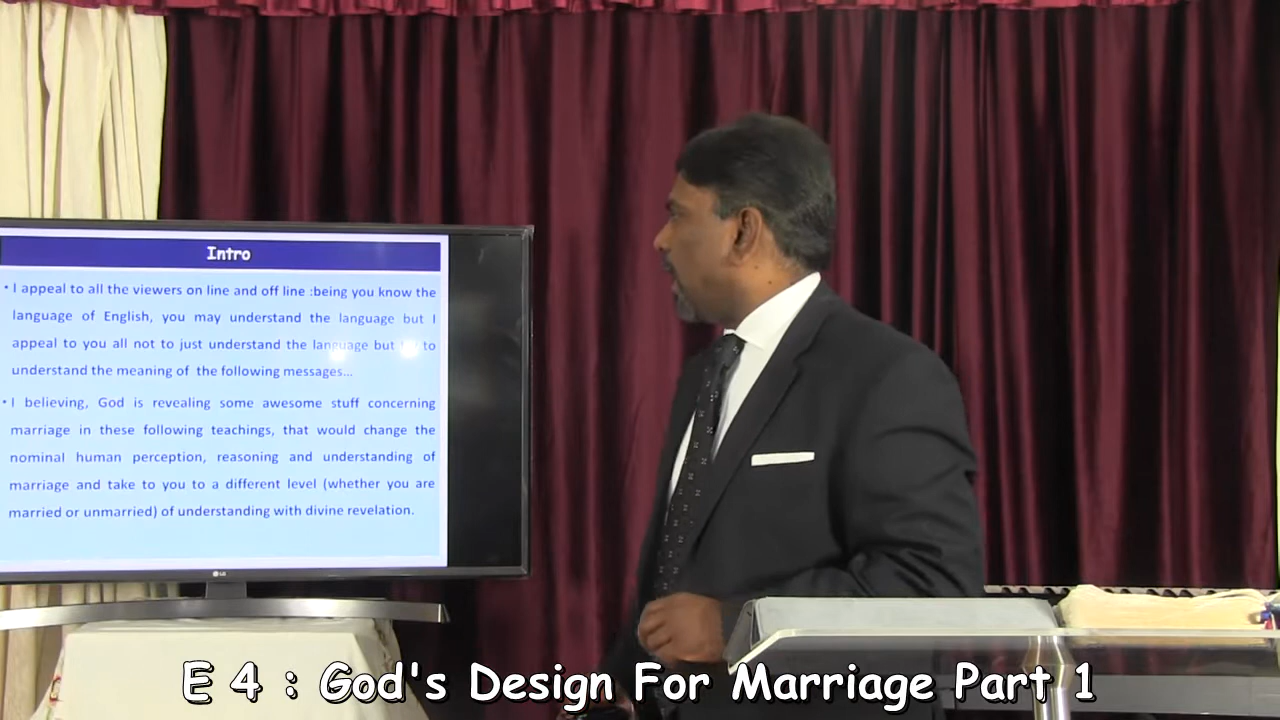 Intro
• I appeal to all the viewers on line and off line :being you know the
language of English, you may understand the language but I
appeal to you all not to just understand the language but to
understand the meaning of the following messages...
• I believing, God is revealing some awesome stuff concerning
marriage in these following teachings, that would change the
nominal human perception, reasoning and understanding of
marriage and take to you to a different level (whether you are
married or unmarried) of understanding with divine revelation.
LG
E 4 : God's Design For Marriage Part 1